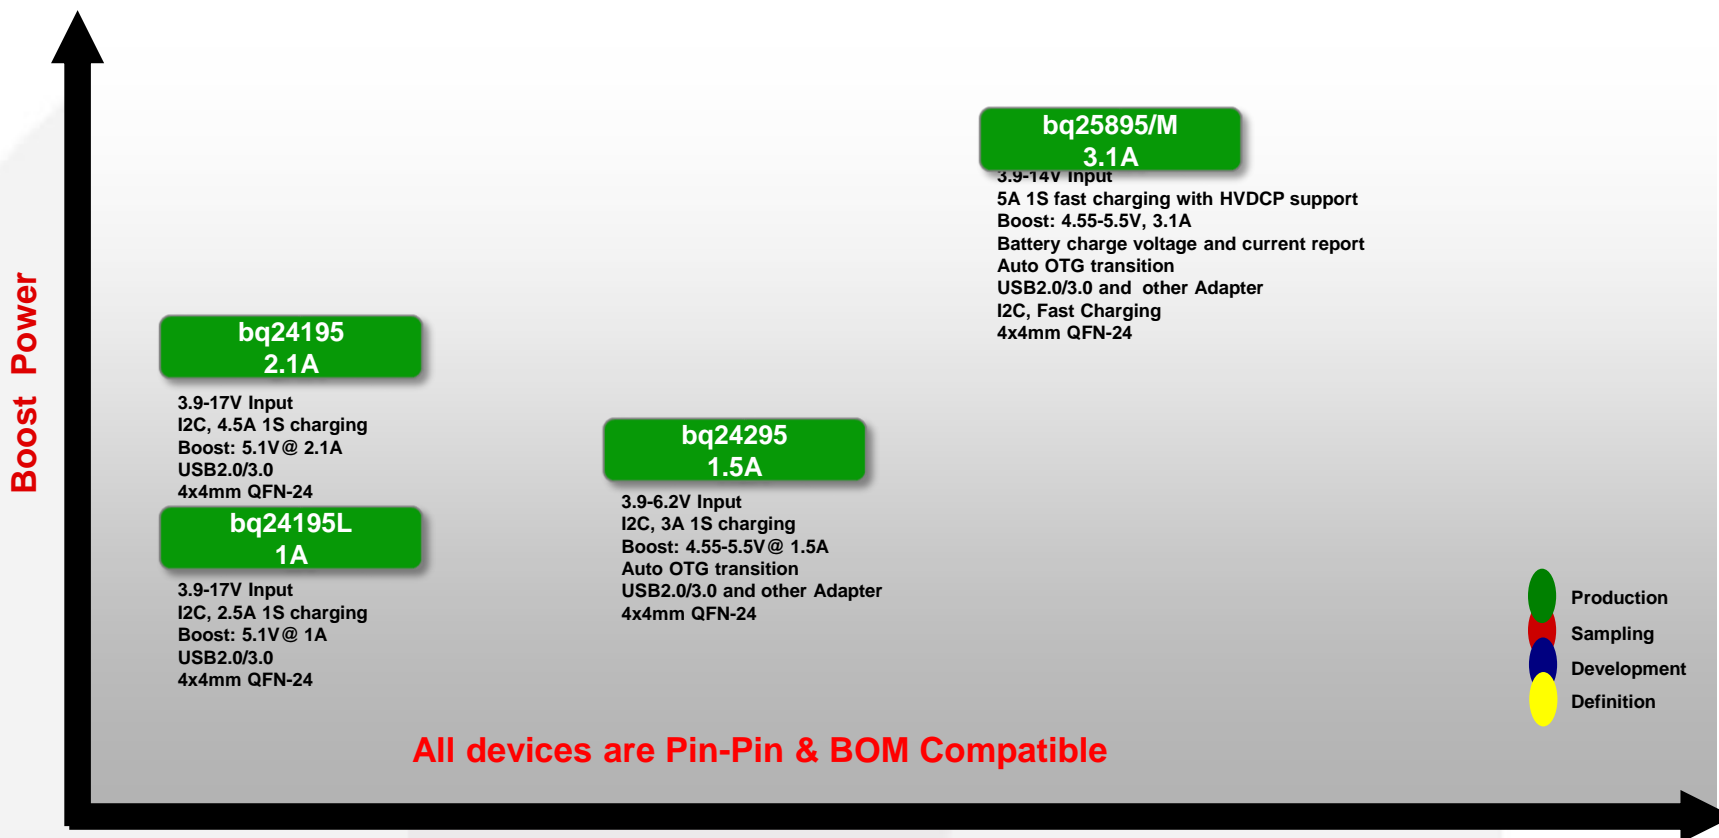 bq25895/M
3.1A
3.9-14V Input
5A 1S fast charging with HVDCP support
Boost: 4.55-5.5V, 3.1A
Battery charge voltage and current report
Auto OTG transition
USB2.0/3.0 and other Adapter
I2C, Fast Charging
4x4mm QFN-24
Boost Power
bq24195
2.1A
3.9-17V Input
I2C, 4.5A 1S charging
Boost: 5.1V@ 2.1A
USB2.0/3.0
4x4mm QFN-24
bq24295
1.5A
3.9-6.2V Input
I2C, 3A 1S charging
Boost: 4.55-5.5V@ 1.5A
Auto OTG transition
USB2.0/3.0 and other Adapter
4x4mm QFN-24
bq24195L
1A
3.9-17V Input
I2C, 2.5A 1S charging
Boost: 5.1V@ 1A
USB2.0/3.0
4x4mm QFN-24
Production
Sampling
Development
Definition
All devices are Pin-Pin & BOM Compatible